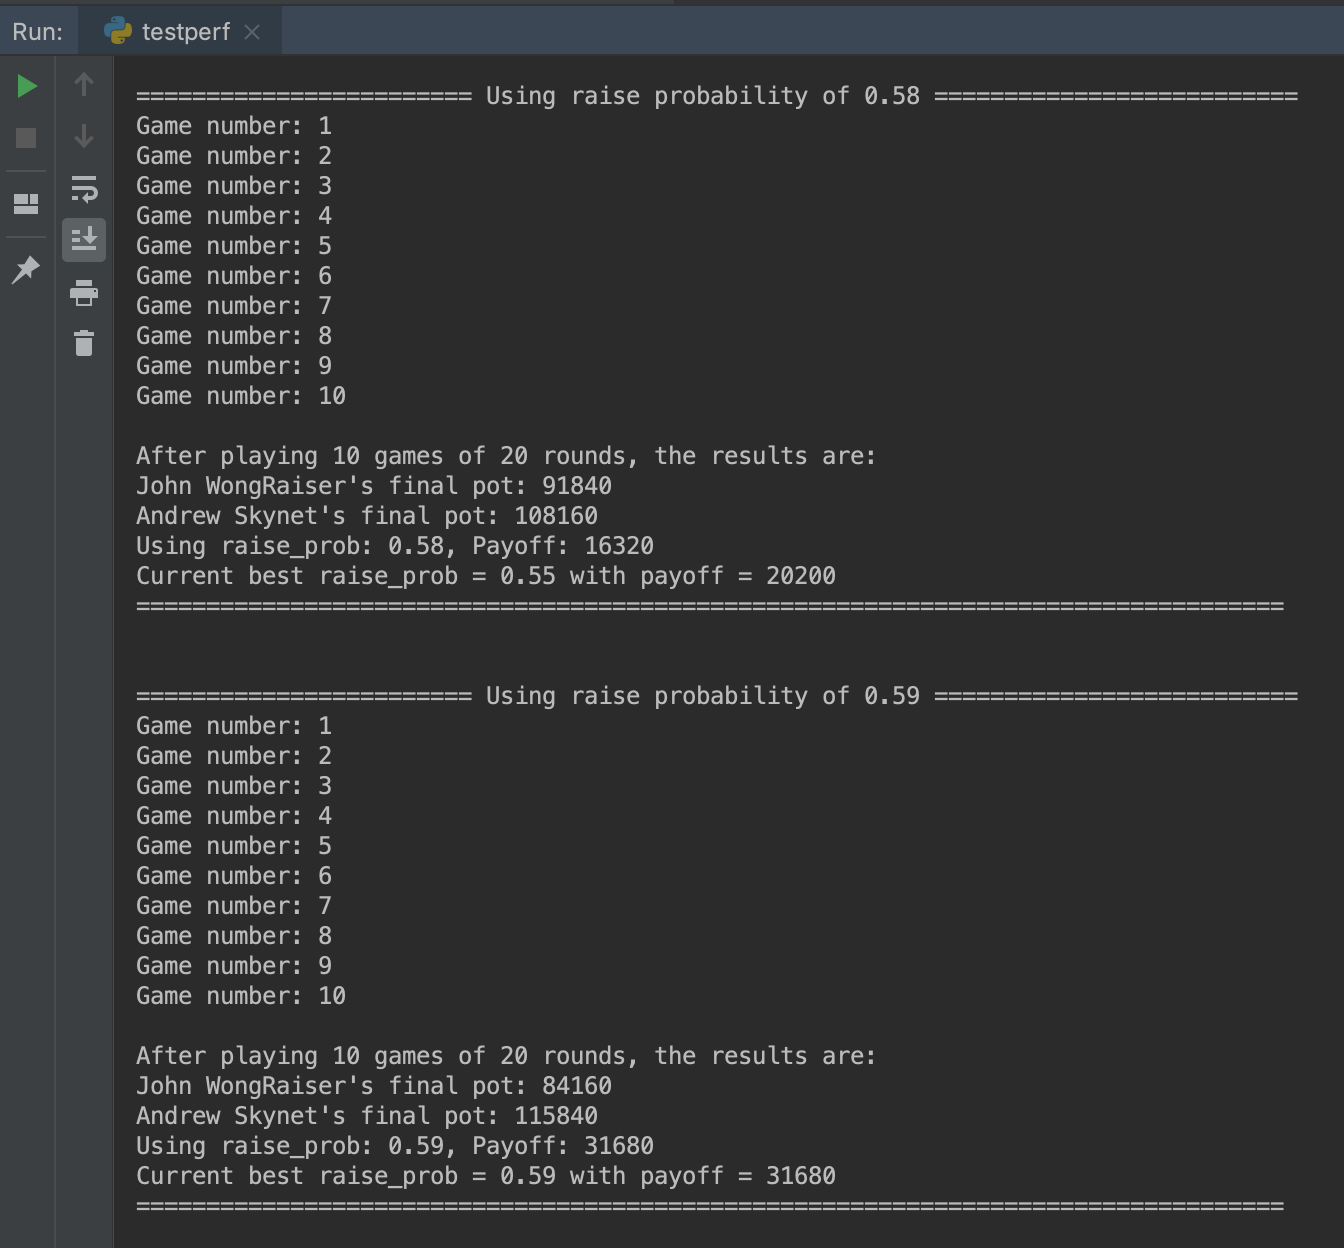 Run: testperf
======================== Using raise probability of 0.58 ==========================
Game number: 1
Game number: 2
Game number: 3
Game number: 4
Game number: 5
Game number: 6
Game number: 7
Game number: 8
Game number: 9
Game number: 10
After playing 10 games of 20 rounds, the results are:
John WongRaiser's final pot: 91840
Andrew Skynet's final pot: 108160
Using raise_prob: 0.58, Payoff: 16320
Current best raise_prob = 0.55 with payoff = 20200
==================================================================================
======================== Using raise probability of 0.59 ==========================
Game number: 1
Game number: 2
Game number: 3
Game number: 4
Game number: 5
Game number: 6
Game number: 7
Game number: 8
Game number: 9
Game number: 10
After playing 10 games of 20 rounds, the results are:
John WongRaiser's final pot: 84160
Andrew Skynet's final pot: 115840
Using raise_prob: 0.59, Payoff: 31680
Current best raise_prob = 0.59 with payoff = 31680
==================================================================================